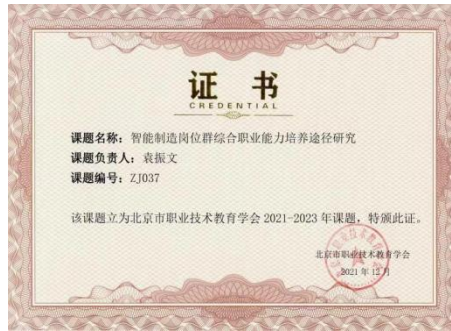 证 书
CREDENTIAL
课题名称：智能制造岗位群综合职业能力培养途径研究
课题负责人：袁振文
课题编号：ZJ037
该课题立为北京市职业技术教育学会 2021-2023 年课题，特颁此证。
北京市职业技术教育学会
2021 年 12 月